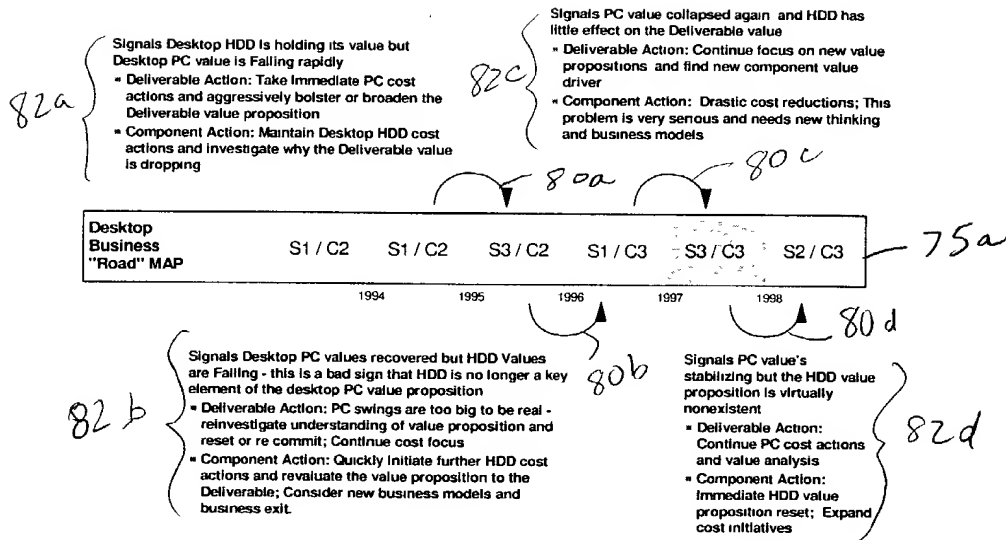 Signals Desktop HDD is holding its value but
Desktop PC value is Falling rapidly
▪ Deliverable Action: Take Immediate PC cost
actions and aggressively bolster or broaden the
Deliverable value proposition
▪ Component Action: Maintain Desktop HDD cost
actions and investigate why the Deliverable value
is dropping
82a
Signals PC value collapsed again and HDD has
little effect on the Deliverable value
▪ Deliverable Action: Continue focus on new value
propositions and find new component value
driver
▪ Component Action: Drastic cost reductions; This
problem is very serious and needs new thinking
and business models
82c
80a
80c
Desktop
Business
"Road" MAP
S1 / C2 S1 / C2 S3 / C2 S1 / C3 S3 / C3 S2 / C3
75a
1994 1995 1996 1997 1998
80b
80d
Signals Desktop PC values recovered but HDD Values
are Falling - this is a bad sign that HDD is no longer a key
element of the desktop PC value proposition
▪ Deliverable Action: PC swings are too big to be real -
reinvestigate understanding of value proposition and
reset or re commit; Continue cost focus
▪ Component Action: Quickly Initiate further HDD cost
actions and revaluate the value proposition to the
Deliverable; Consider new business models and
business exit.
82b
Signals PC value's
stabilizing but the HDD value
proposition is virtually
nonexistent
▪ Deliverable Action:
Continue PC cost actions
and value analysis
▪ Component Action:
Immediate HDD value
proposition reset; Expand
cost initiatives
82d